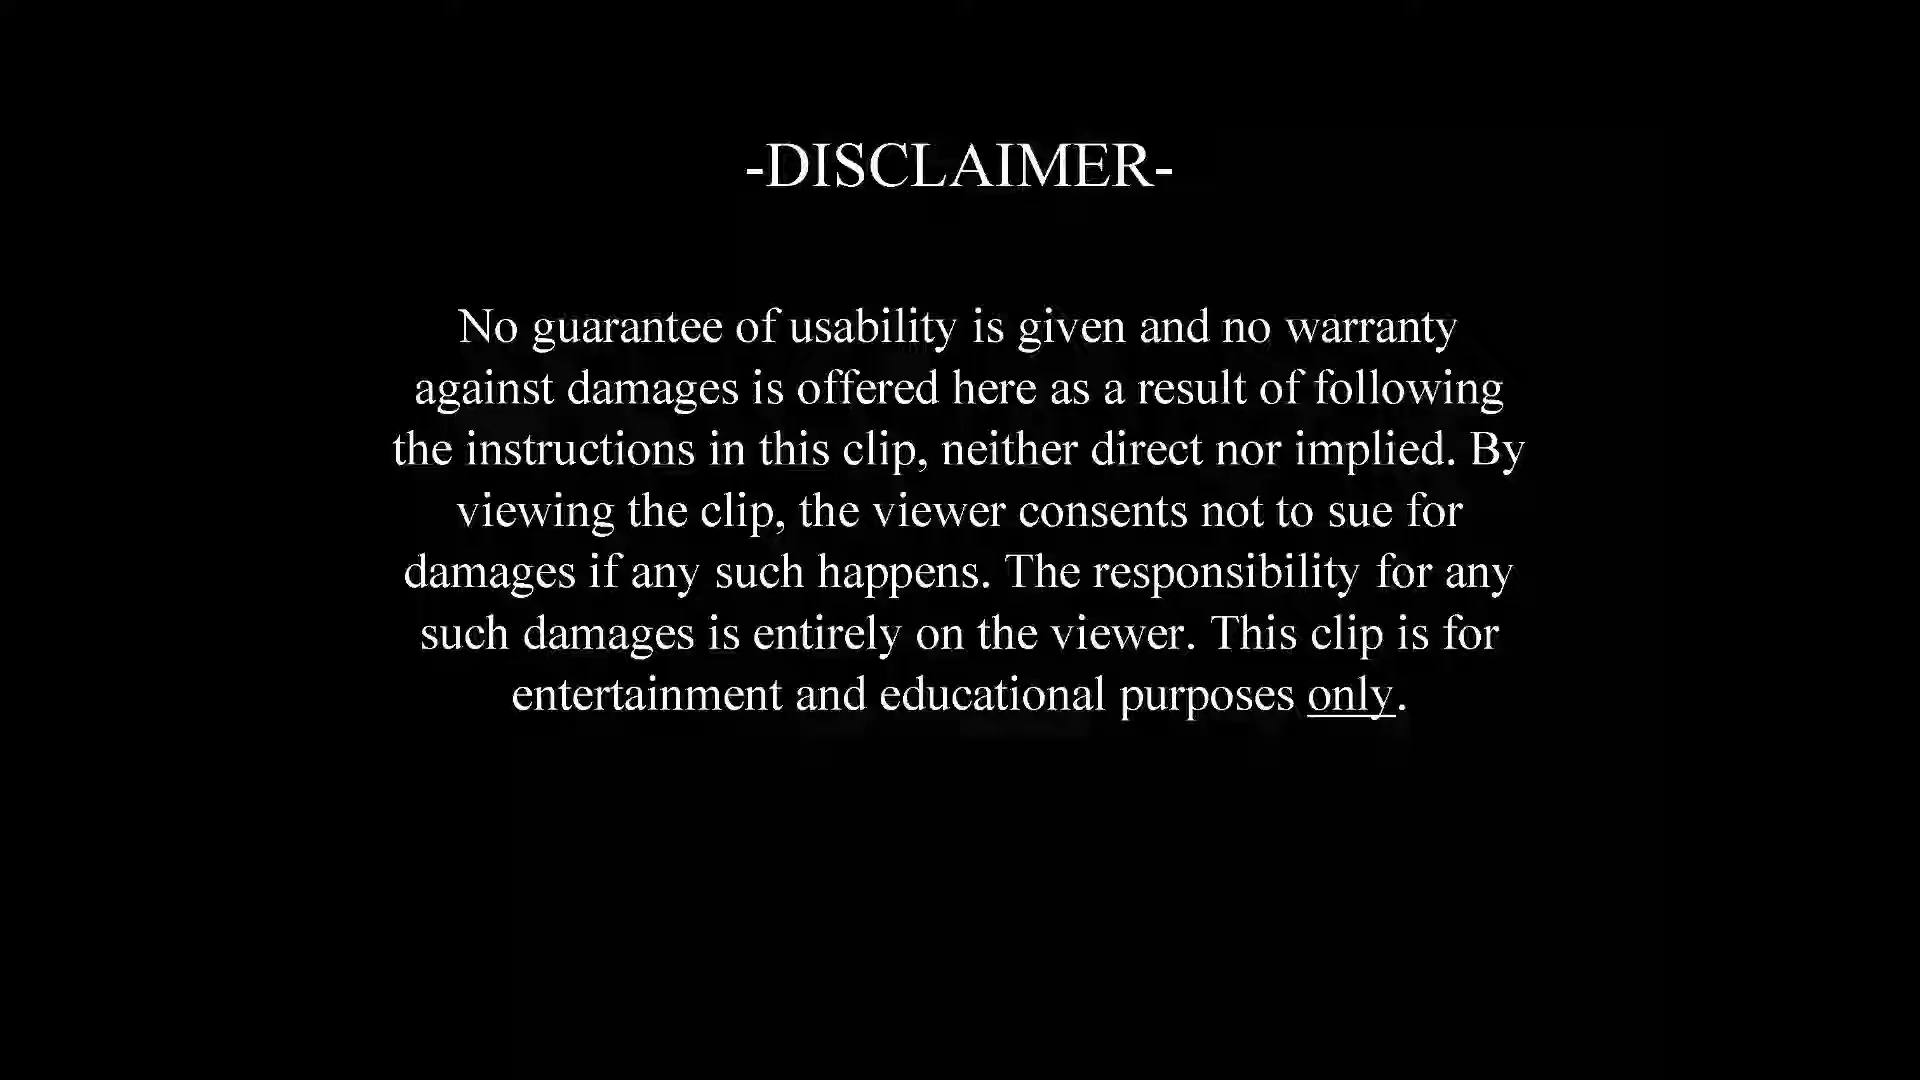 -DISCLAIMER-
No guarantee of usability is given and no warranty
against damages is offered here as a result of following
the instructions in this clip, neither direct nor implied. By
viewing the clip, the viewer consents not to sue for
damages if any such happens. The responsibility for any
such damages is entirely on the viewer. This clip is for
entertainment and educational purposes only.